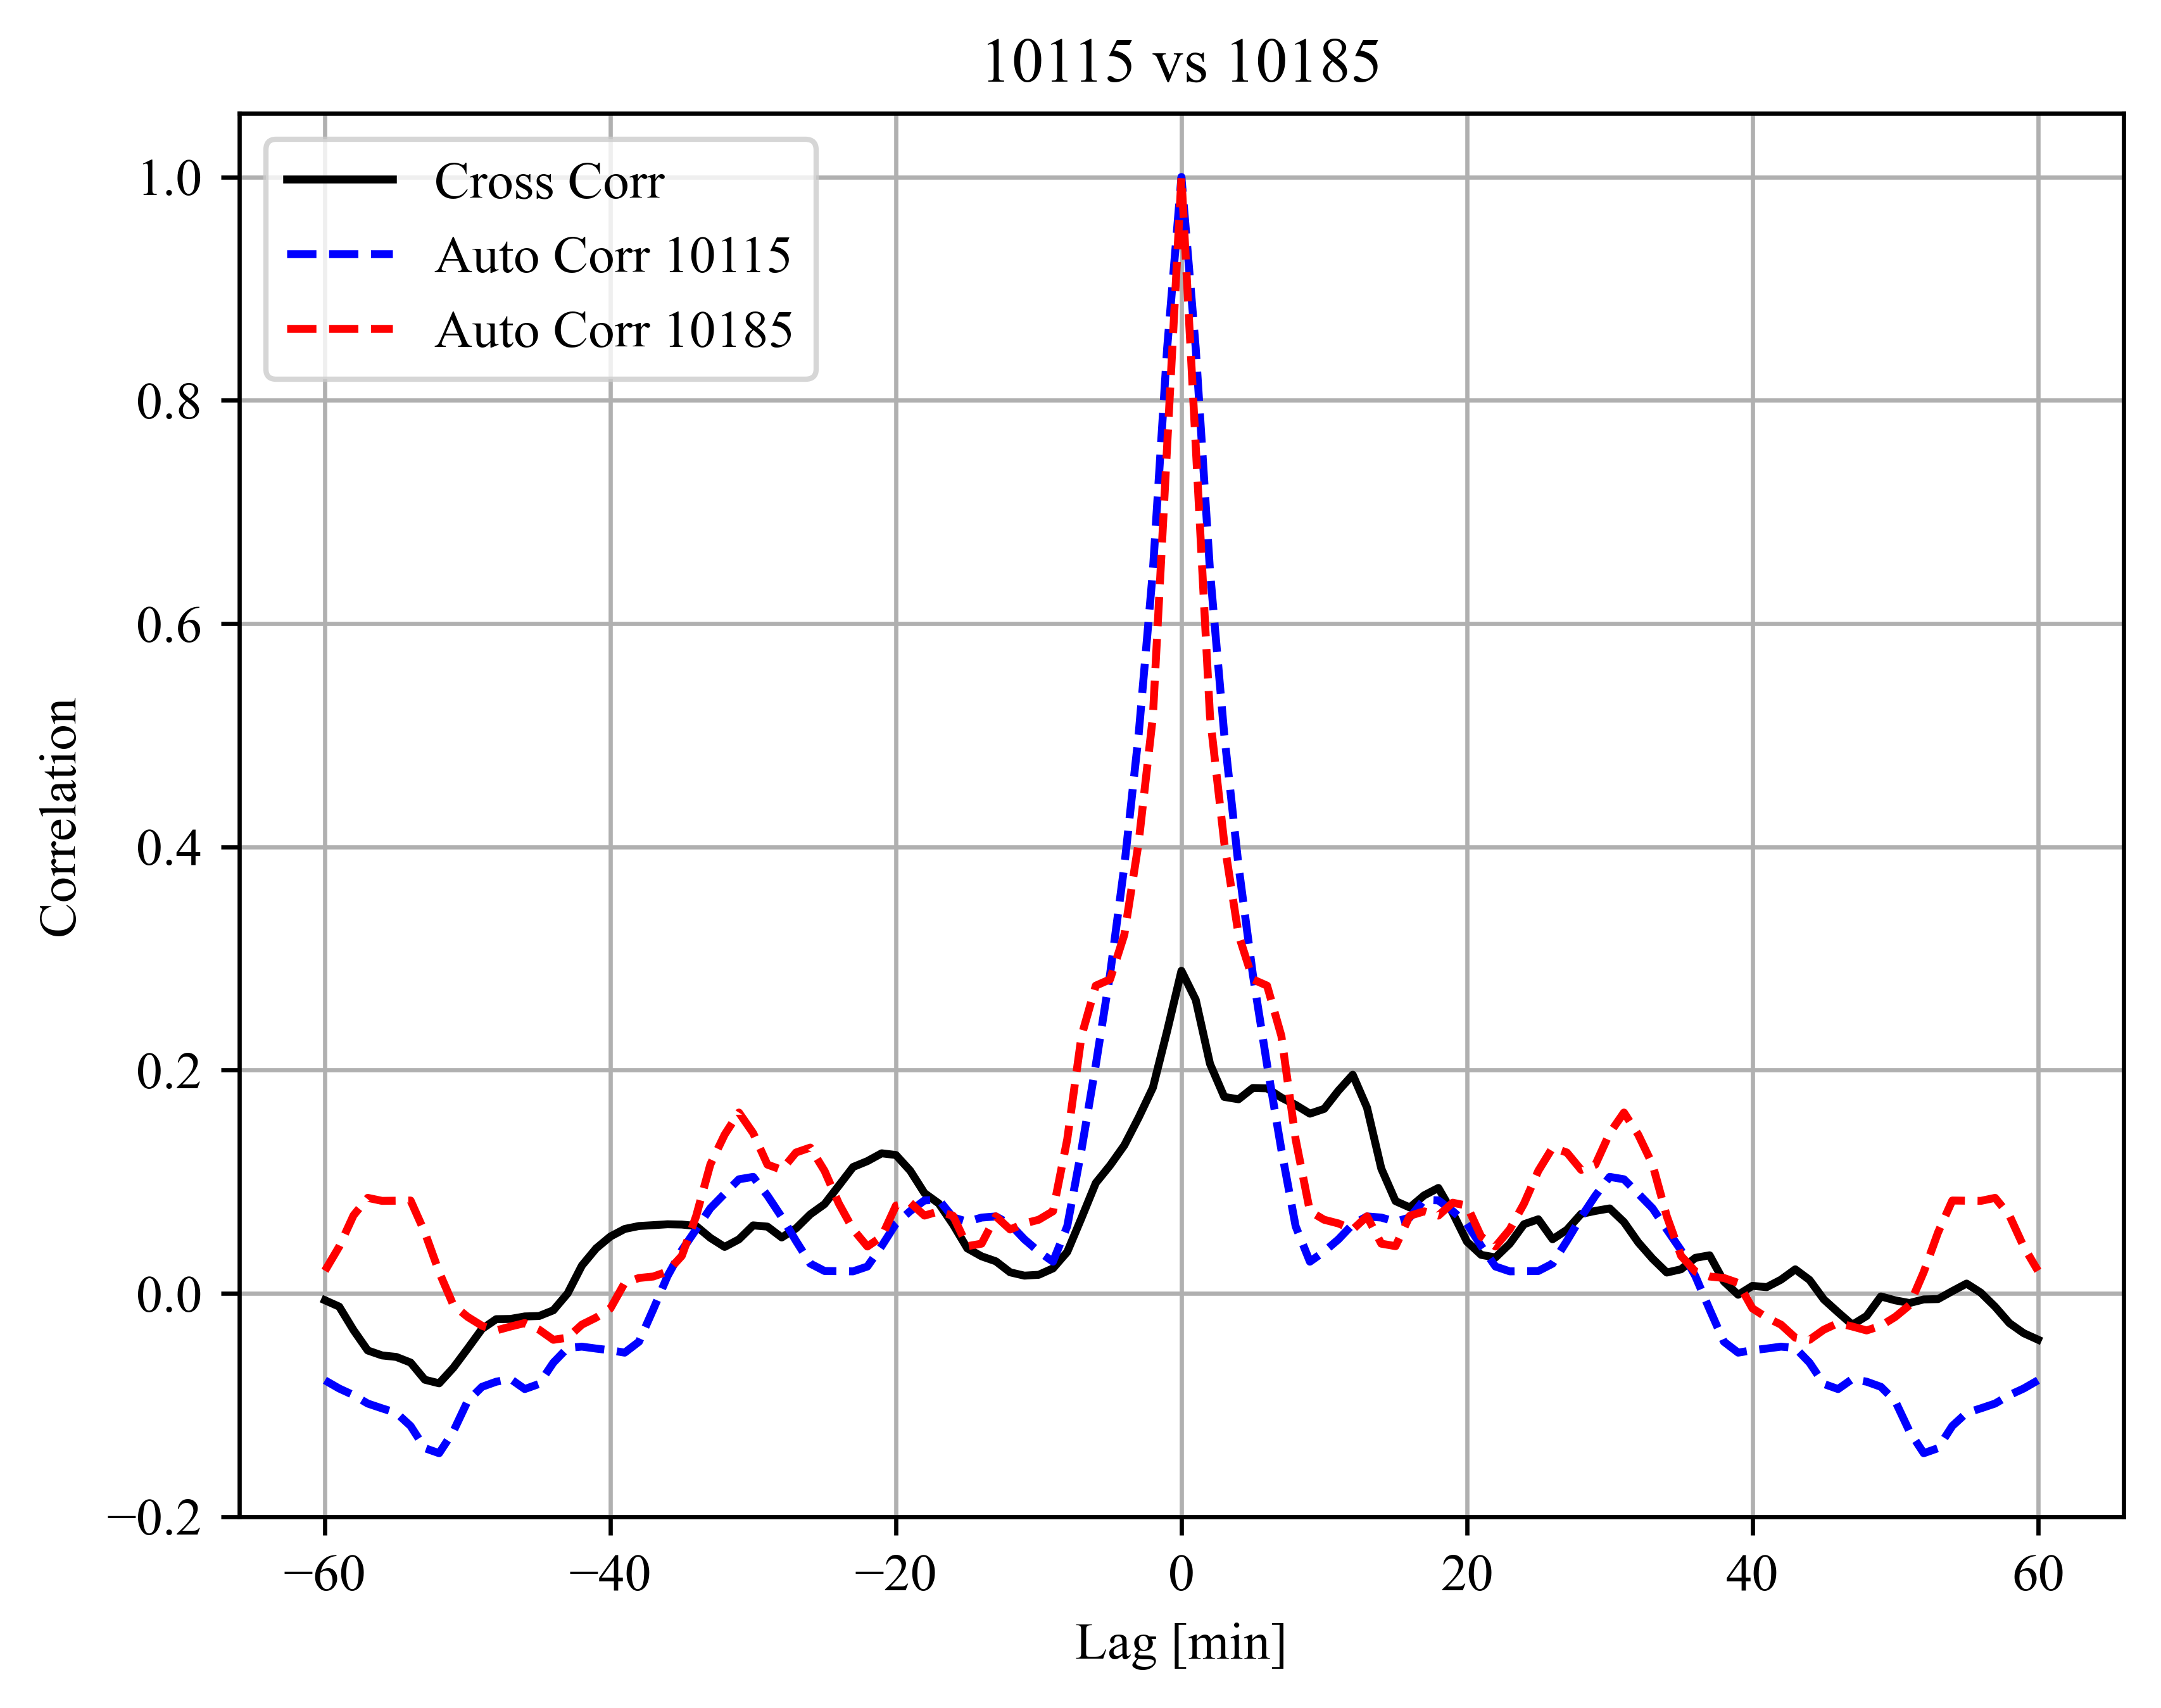 10115 vs 10185
Cross Corr
Auto Corr 10115
Auto Corr 10185
1.0
0.8
0.6
0.4
0.2
0.0
−0.2
Correlation
−60 −40 −20 0 20 40 60
Lag [min]